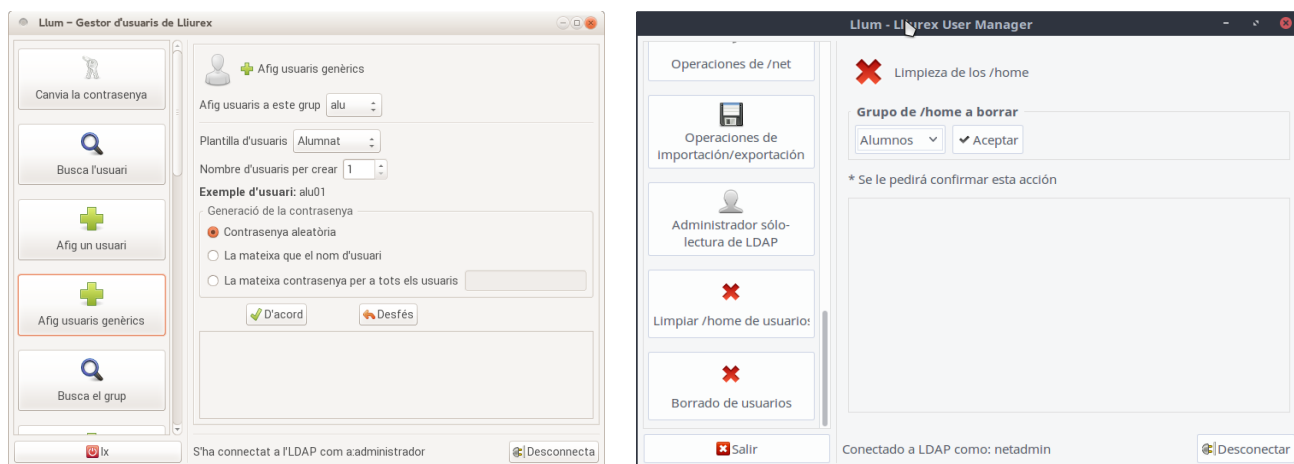 Llum – Gestor d'usuaris de Lliurex
Canvia la contrasenya
Busca l'usuari
Afig un usuari
Afig usuaris genèrics
Busca el grup
Ix
Afig usuaris genèrics
Afig usuaris a este grup alu
Plantilla d'usuaris Alumnat
Nombre d'usuaris per crear 1
Exemple d'usuari: alu01
Generació de la contrasenya
Contrasenya aleatòria
La mateixa que el nom d'usuari
La mateixa contrasenya per a tots els usuaris
D'acord Desfés
S'ha connectat a l'LDAP com a:administrador
Desconnecta
Llum - Lliurex User Manager
Operaciones de /net
Operaciones de
importación/exportación
Administrador sólo-
lectura de LDAP
Limpiar /home de usuarios
Borrado de usuarios
Salir
Limpieza de los /home
Grupo de /home a borrar
Alumnos Aceptar
* Se le pedirá confirmar esta acción
Conectado a LDAP como: netadmin
Desconectar